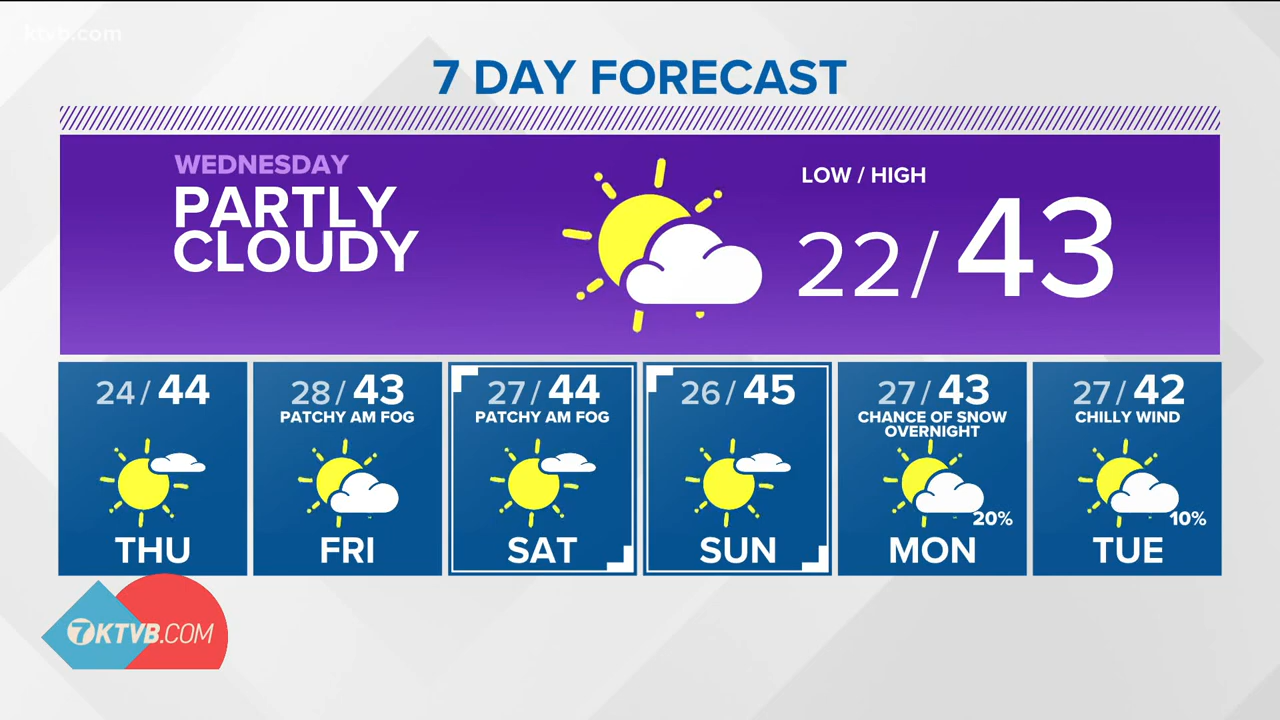 ktvb.com
7 DAY FORECAST
WEDNESDAY
PARTLY
CLOUDY
LOW / HIGH
22/43
24/44
THU
28/43
PATCHY AM FOG
FRI
27/44
PATCHY AM FOG
SAT
26/45
SUN
27/43
CHANCE OF SNOW
OVERNIGHT
20%
MON
27/42
CHILLY WIND
10%
TUE
7KTVB.COM